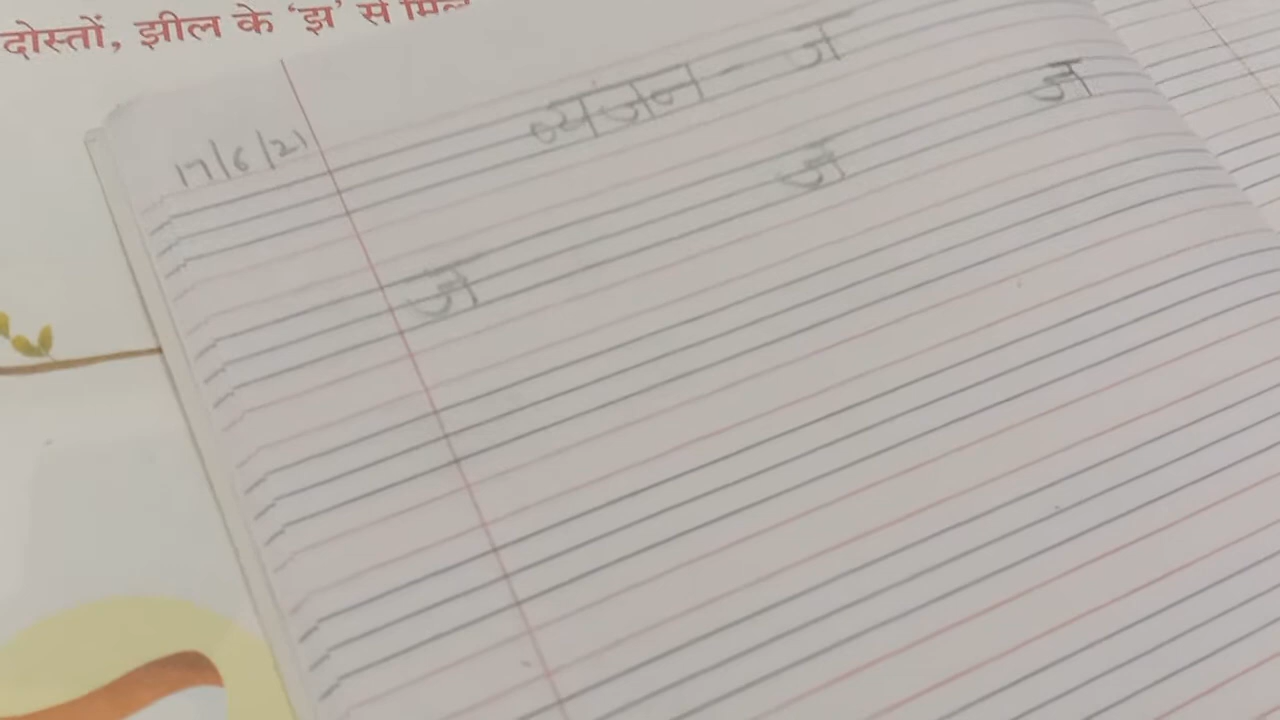 दोस्तों, झील के ‘झ’ से
17/6/21
व्यंजन - ज
ज ज ज